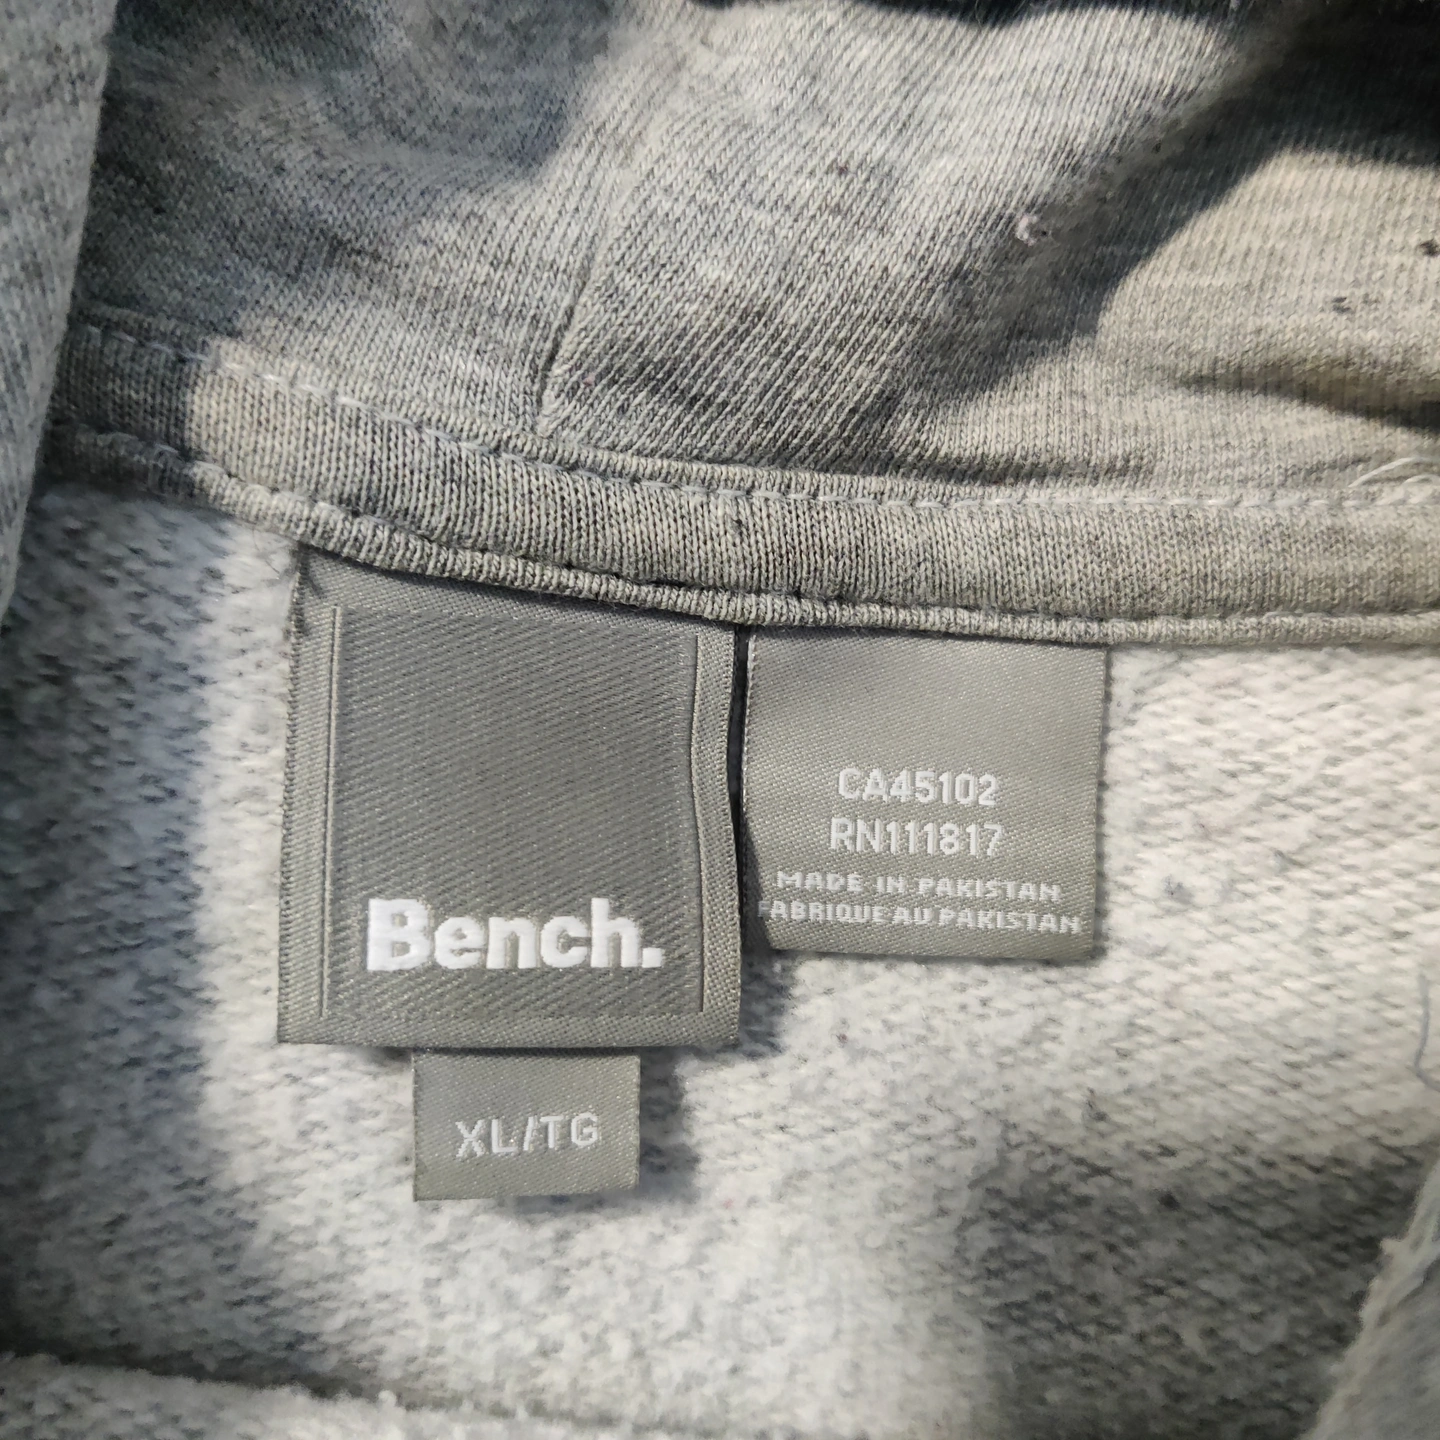 Bench.
XL/TG
CA45102
RN111817
MADE IN PAKISTAN
FABRIQUE AU PAKISTAN